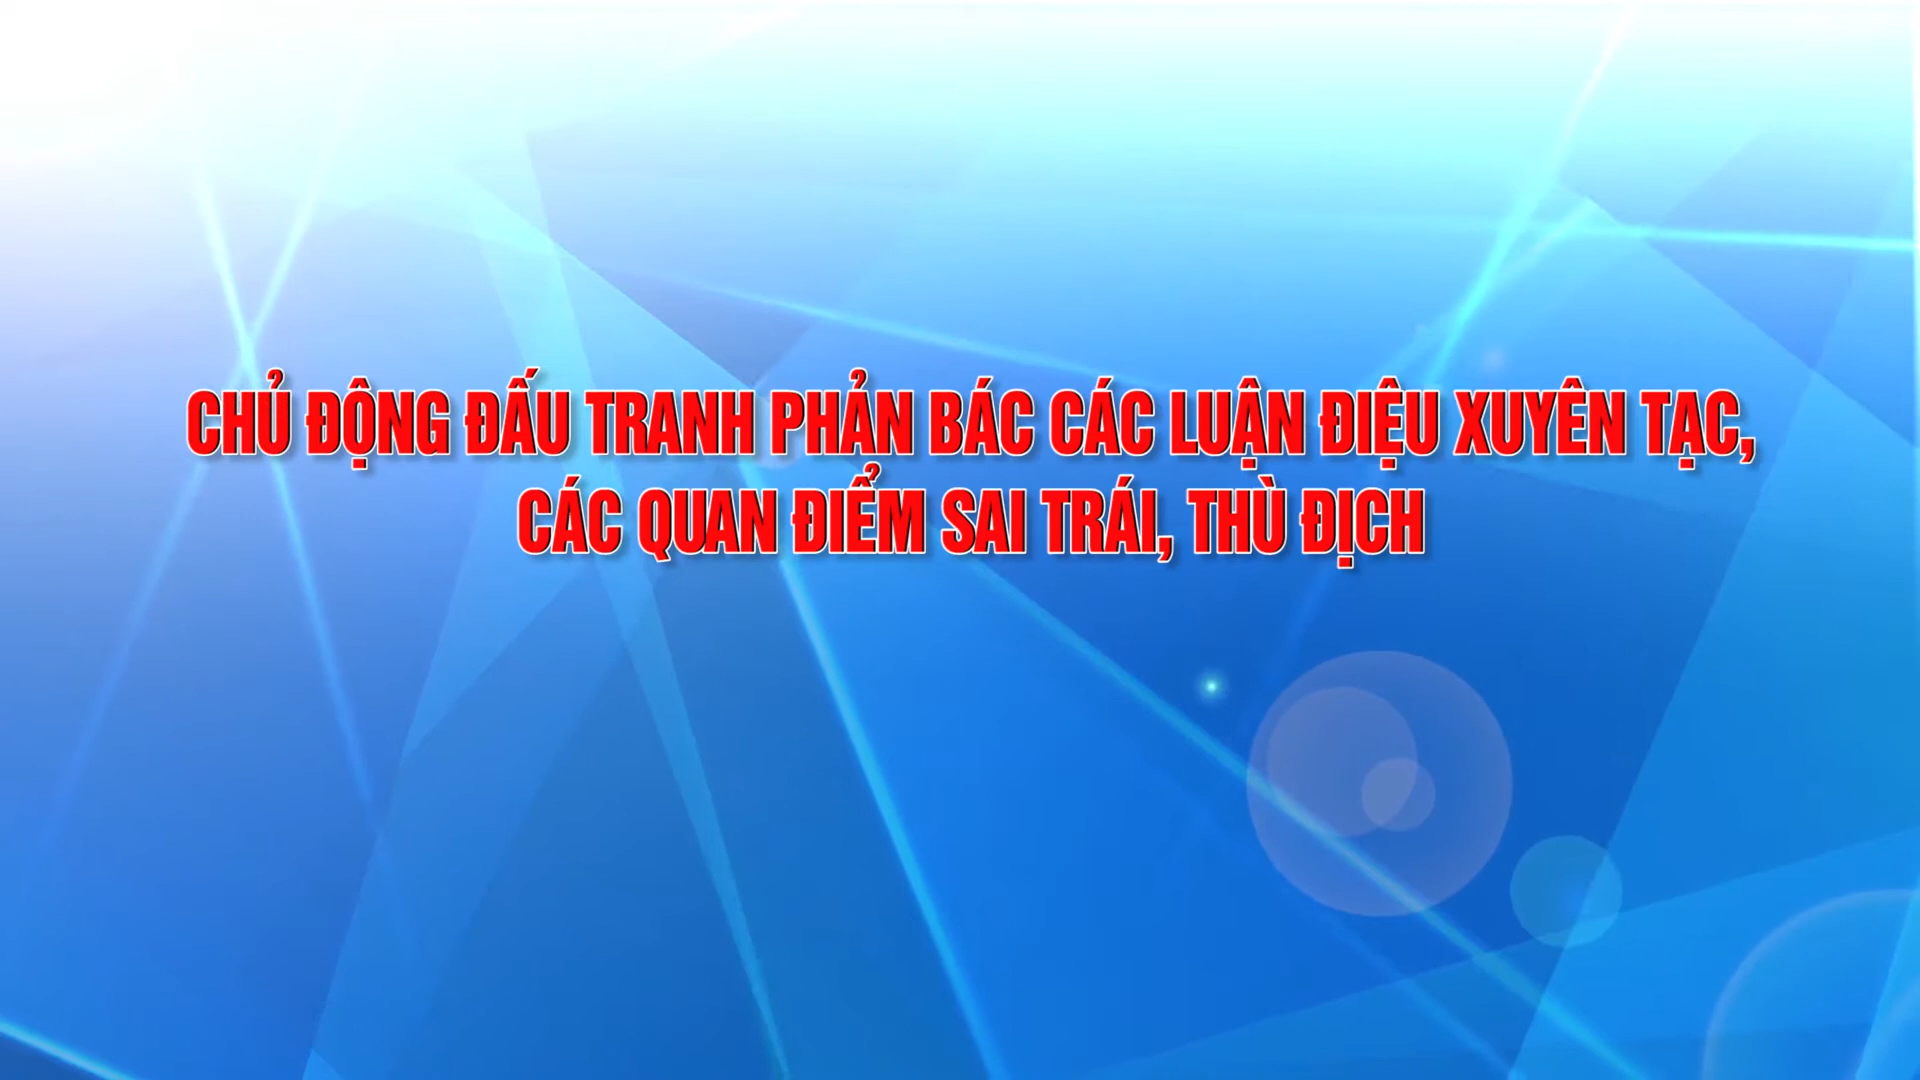 CHỦ ĐỘNG ĐẤU TRANH PHẢN BÁC CÁC LUẬN ĐIỆU XUYÊN TẠC,
CÁC QUAN ĐIỂM SAI TRÁI, THÙ ĐỊCH